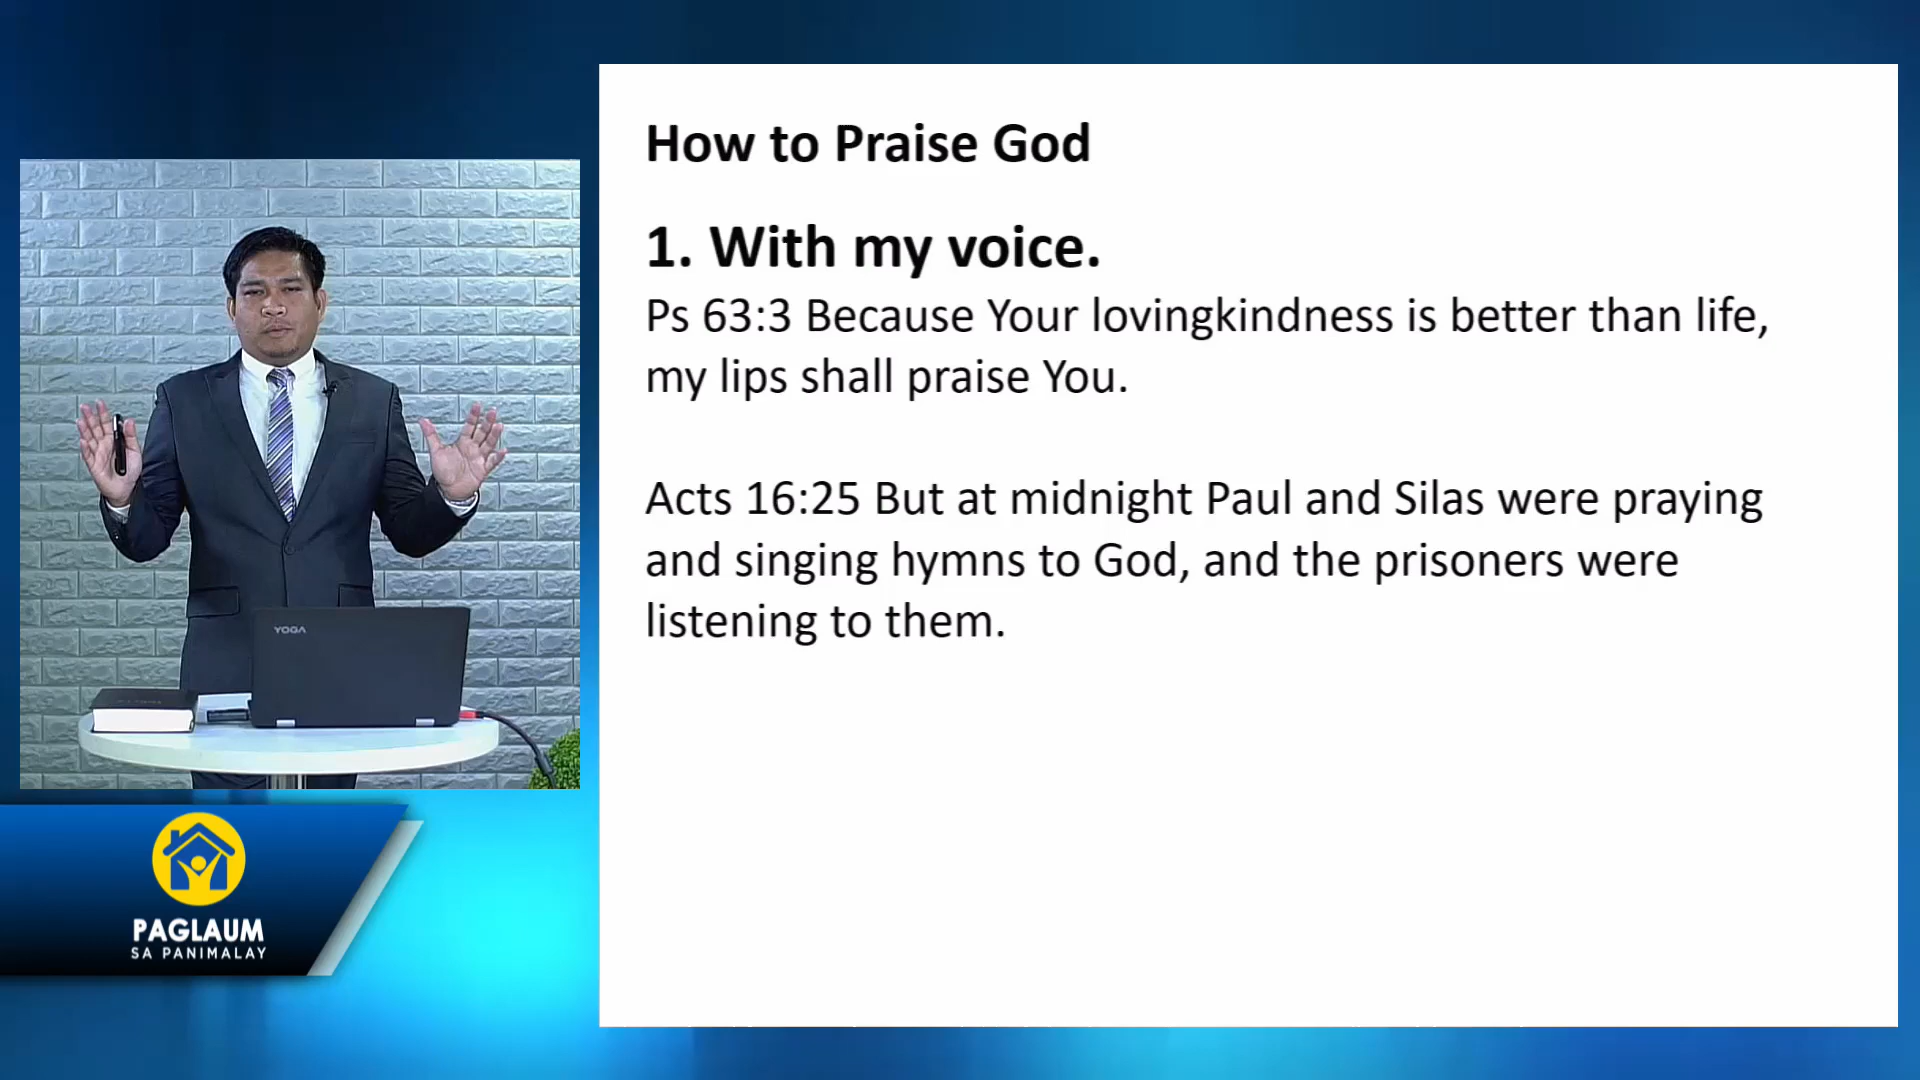 How to Praise God
1. With my voice.
Ps 63:3 Because Your lovingkindness is better than life,
my lips shall praise You.
Acts 16:25 But at midnight Paul and Silas were praying
and singing hymns to God, and the prisoners were
listening to them.
YOGA
PAGLAUM
SA PANIMALAY